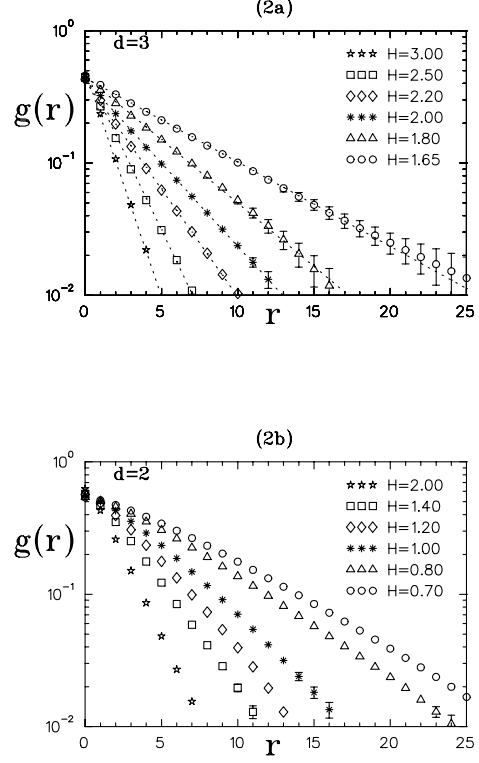 (2a)
10⁰
d=3
H=3.00
H=2.50
H=2.20
H=2.00
H=1.80
H=1.65
g(r)
10⁻¹
10⁻²
0 5 10 15 20 25
r
(2b)
10⁰
d=2
H=2.00
H=1.40
H=1.20
H=1.00
H=0.80
H=0.70
g(r)
10⁻¹
10⁻²
0 5 10 15 20 25
r